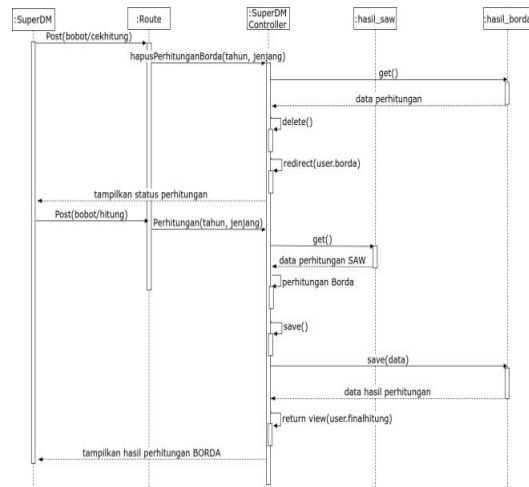 :SuperDM
:Route
:SuperDM
Controller
:hasil_saw
:hasil_borda
Post(bobot/cekhitung)
hapusPerhitunganBorda(tahun, jenjang)
get()
data perhitungan
delete()
redirect(user.borda)
tampilkan status perhitungan
Post(bobot/hitung)
Perhitungan(tahun, jenjang)
get()
data perhitungan SAW
perhitungan Borda
save()
save(data)
data hasil perhitungan
return view(user.finalhitung)
tampilkan hasil perhitungan BORDA